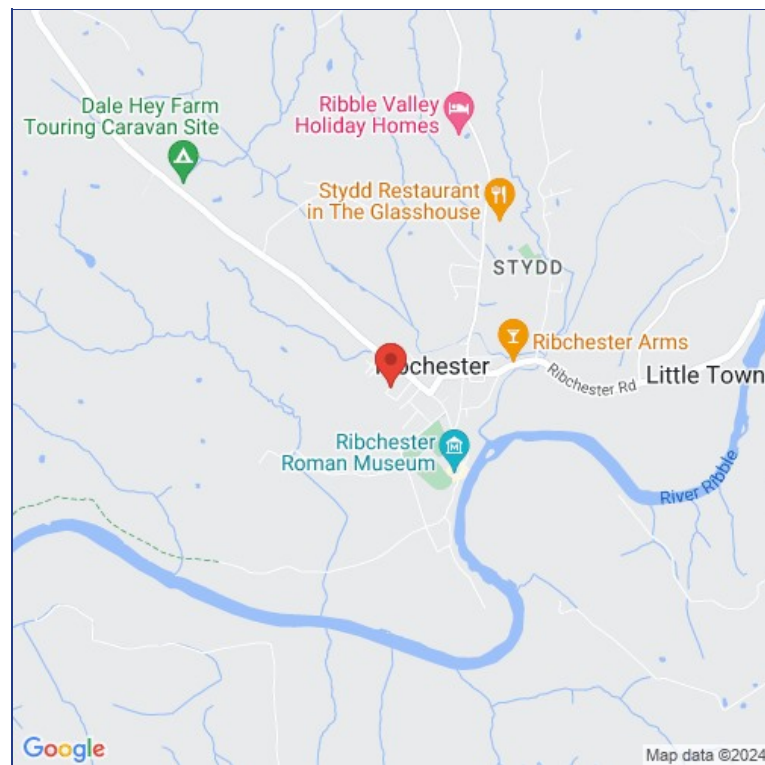 Dale Hey Farm
Touring Caravan Site
Ribble Valley
Holiday Homes
Stydd Restaurant
in The Glasshouse
STYDD
Ribchester Arms
Ribchester
Ribchester Rd
Little Town
Ribchester
Roman Museum
M
River Ribble
Google
Map data ©2024